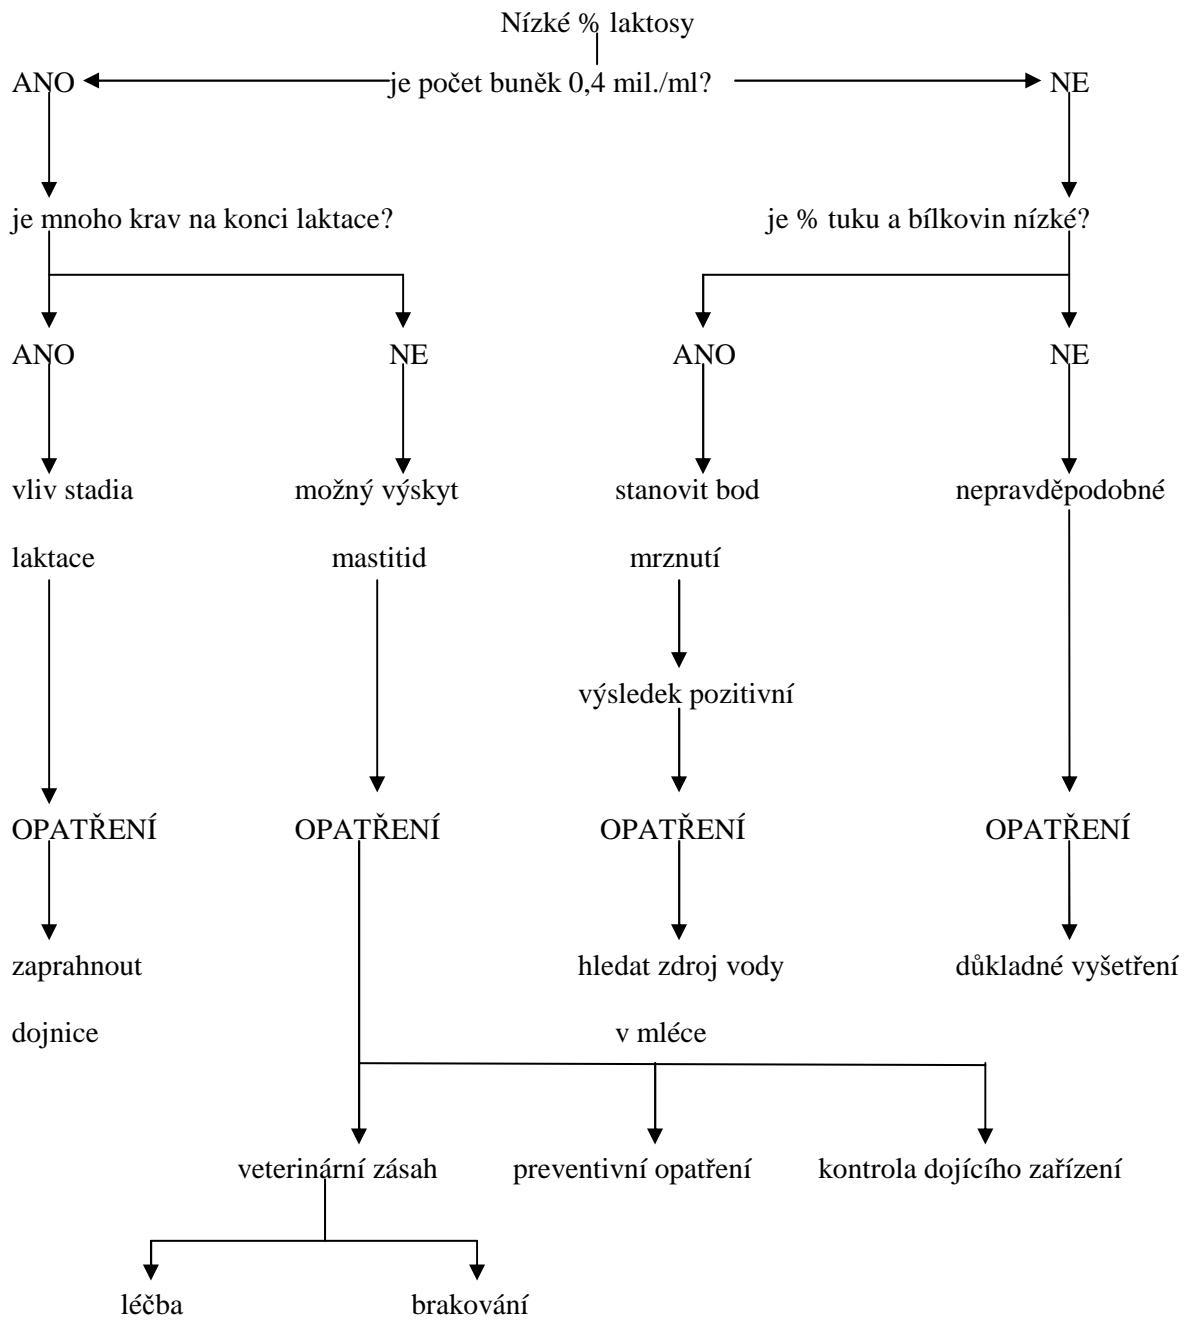 Nízké % laktosy
ANO je počet buněk 0,4 mil./ml? NE
je mnoho krav na konci laktace? je % tuku a bílkovin nízké?
ANO NE ANO NE
vliv stadia možný výskyt stanovit bod nepravděpodobné
laktace mastitid mrznutí
výsledek pozitivní
OPATŘENÍ OPATŘENÍ OPATŘENÍ OPATŘENÍ
zaprahnout hledat zdroj vody důkladné vyšetření
dojnice v mléce
veterinární zásah preventivní opatření kontrola dojícího zařízení
léčba brakování